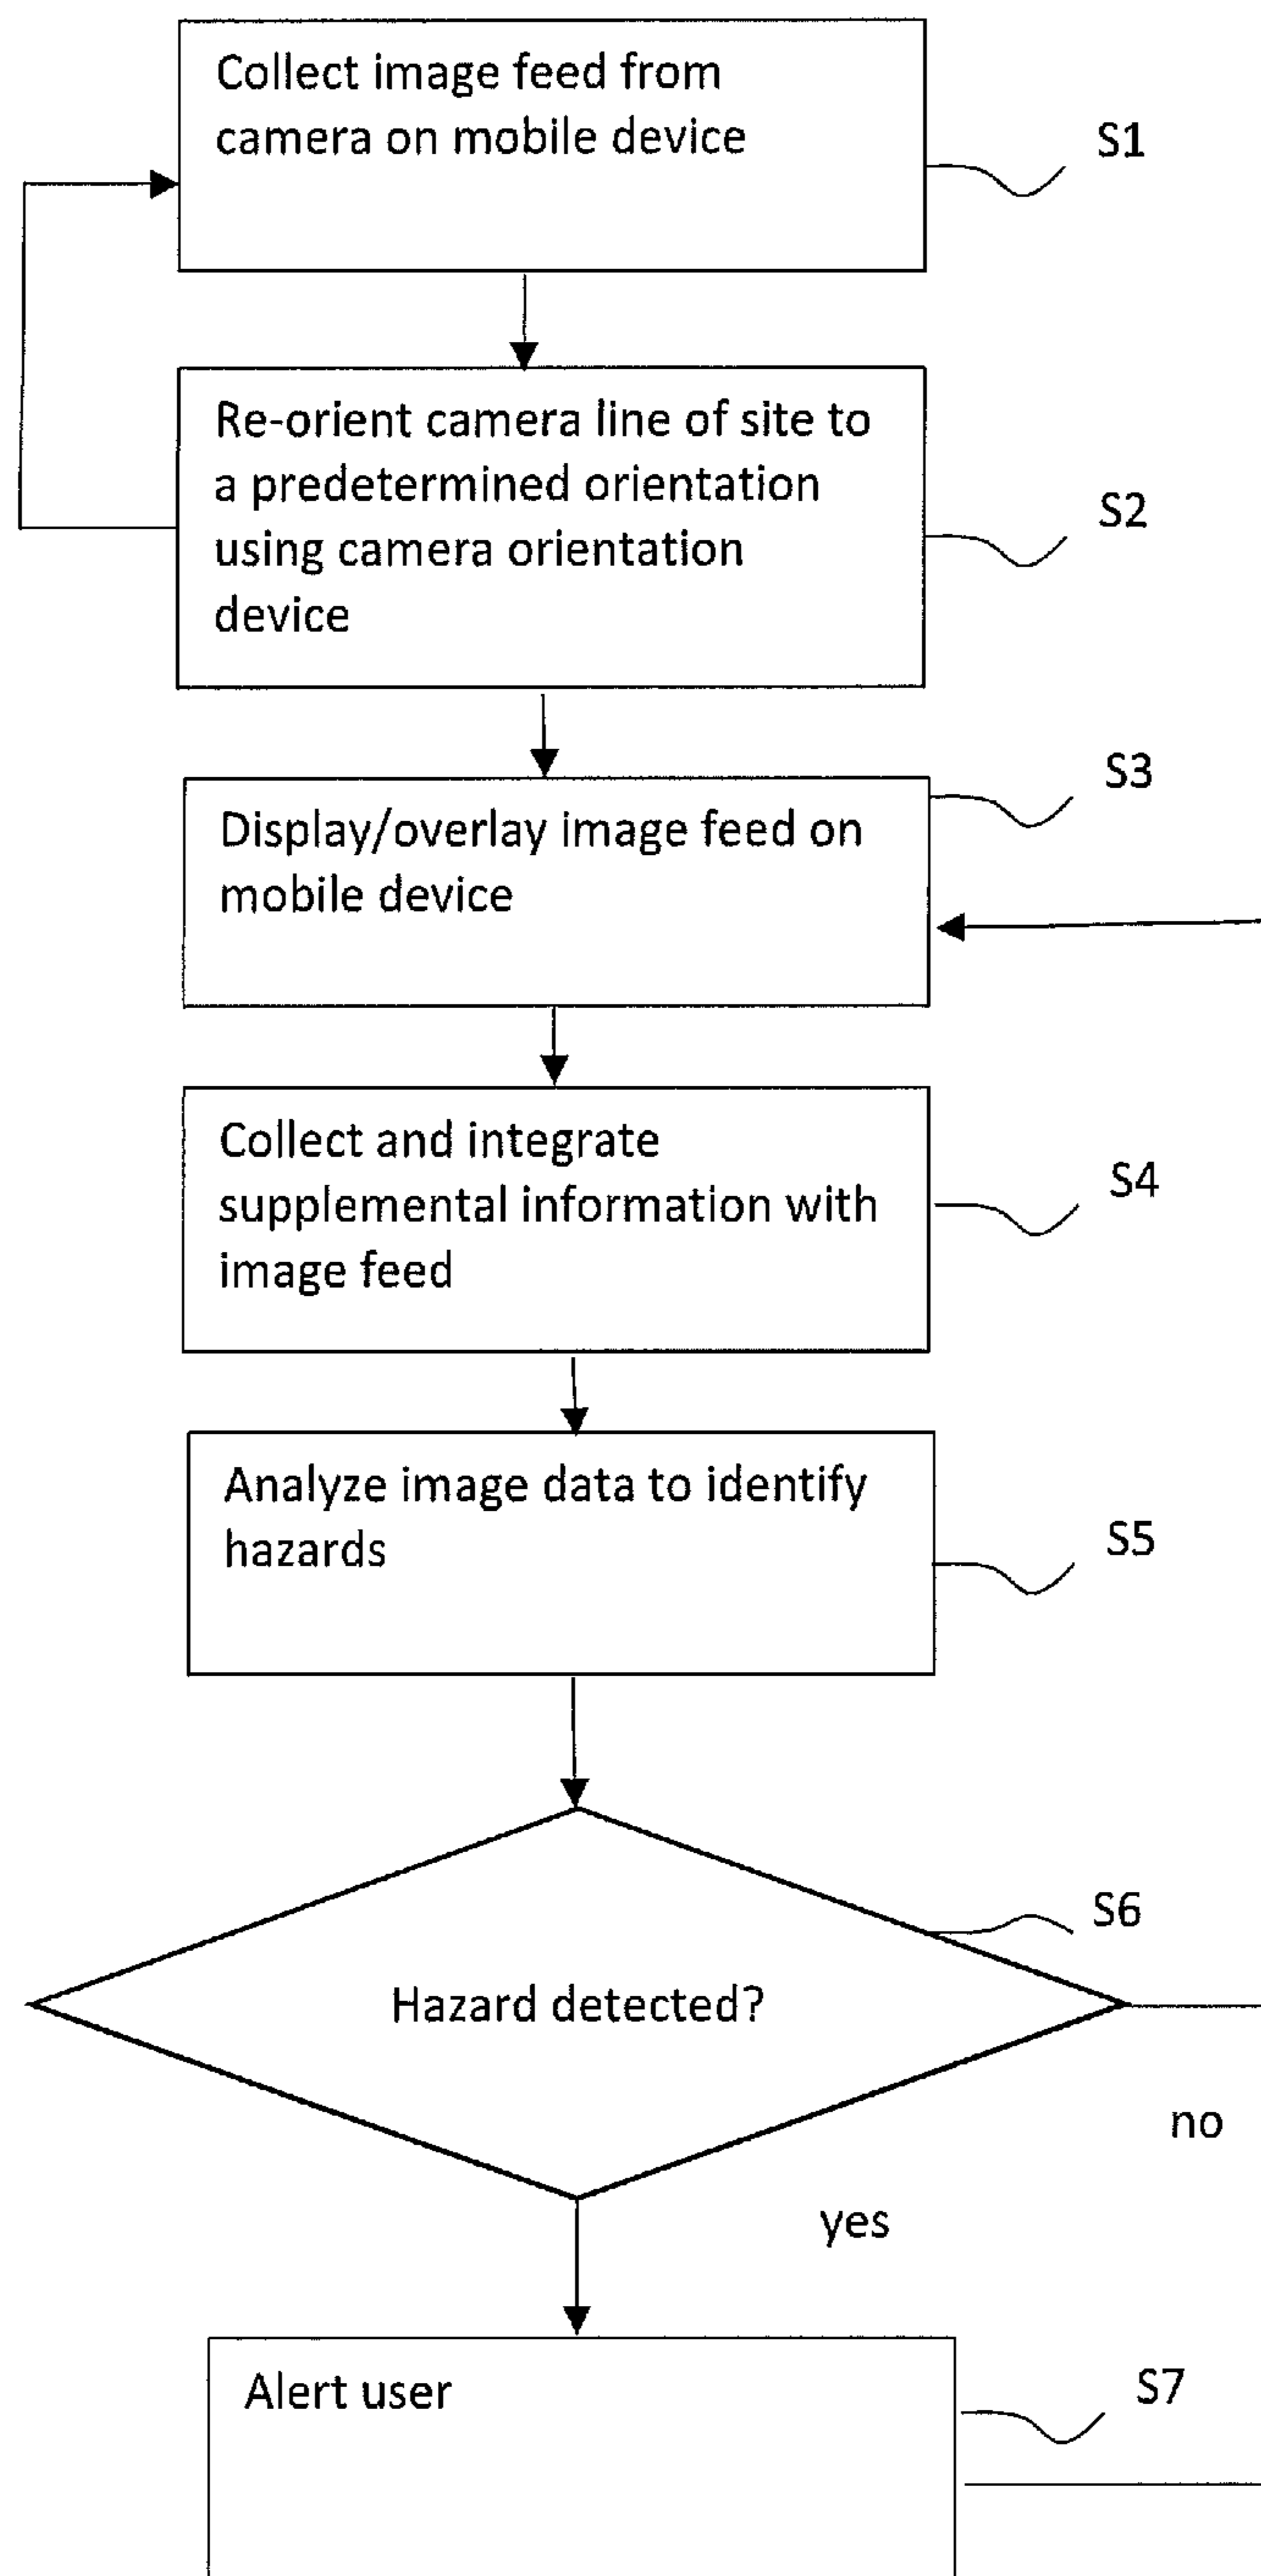 Collect image feed from
camera on mobile device
S1
Re-orient camera line of site to
a predetermined orientation
using camera orientation
device
S2
S3
Display/overlay image feed on
mobile device
Collect and integrate
supplemental information with
image feed
S4
Analyze image data to identify
hazards
S5
S6
Hazard detected?
no
yes
Alert user
S7